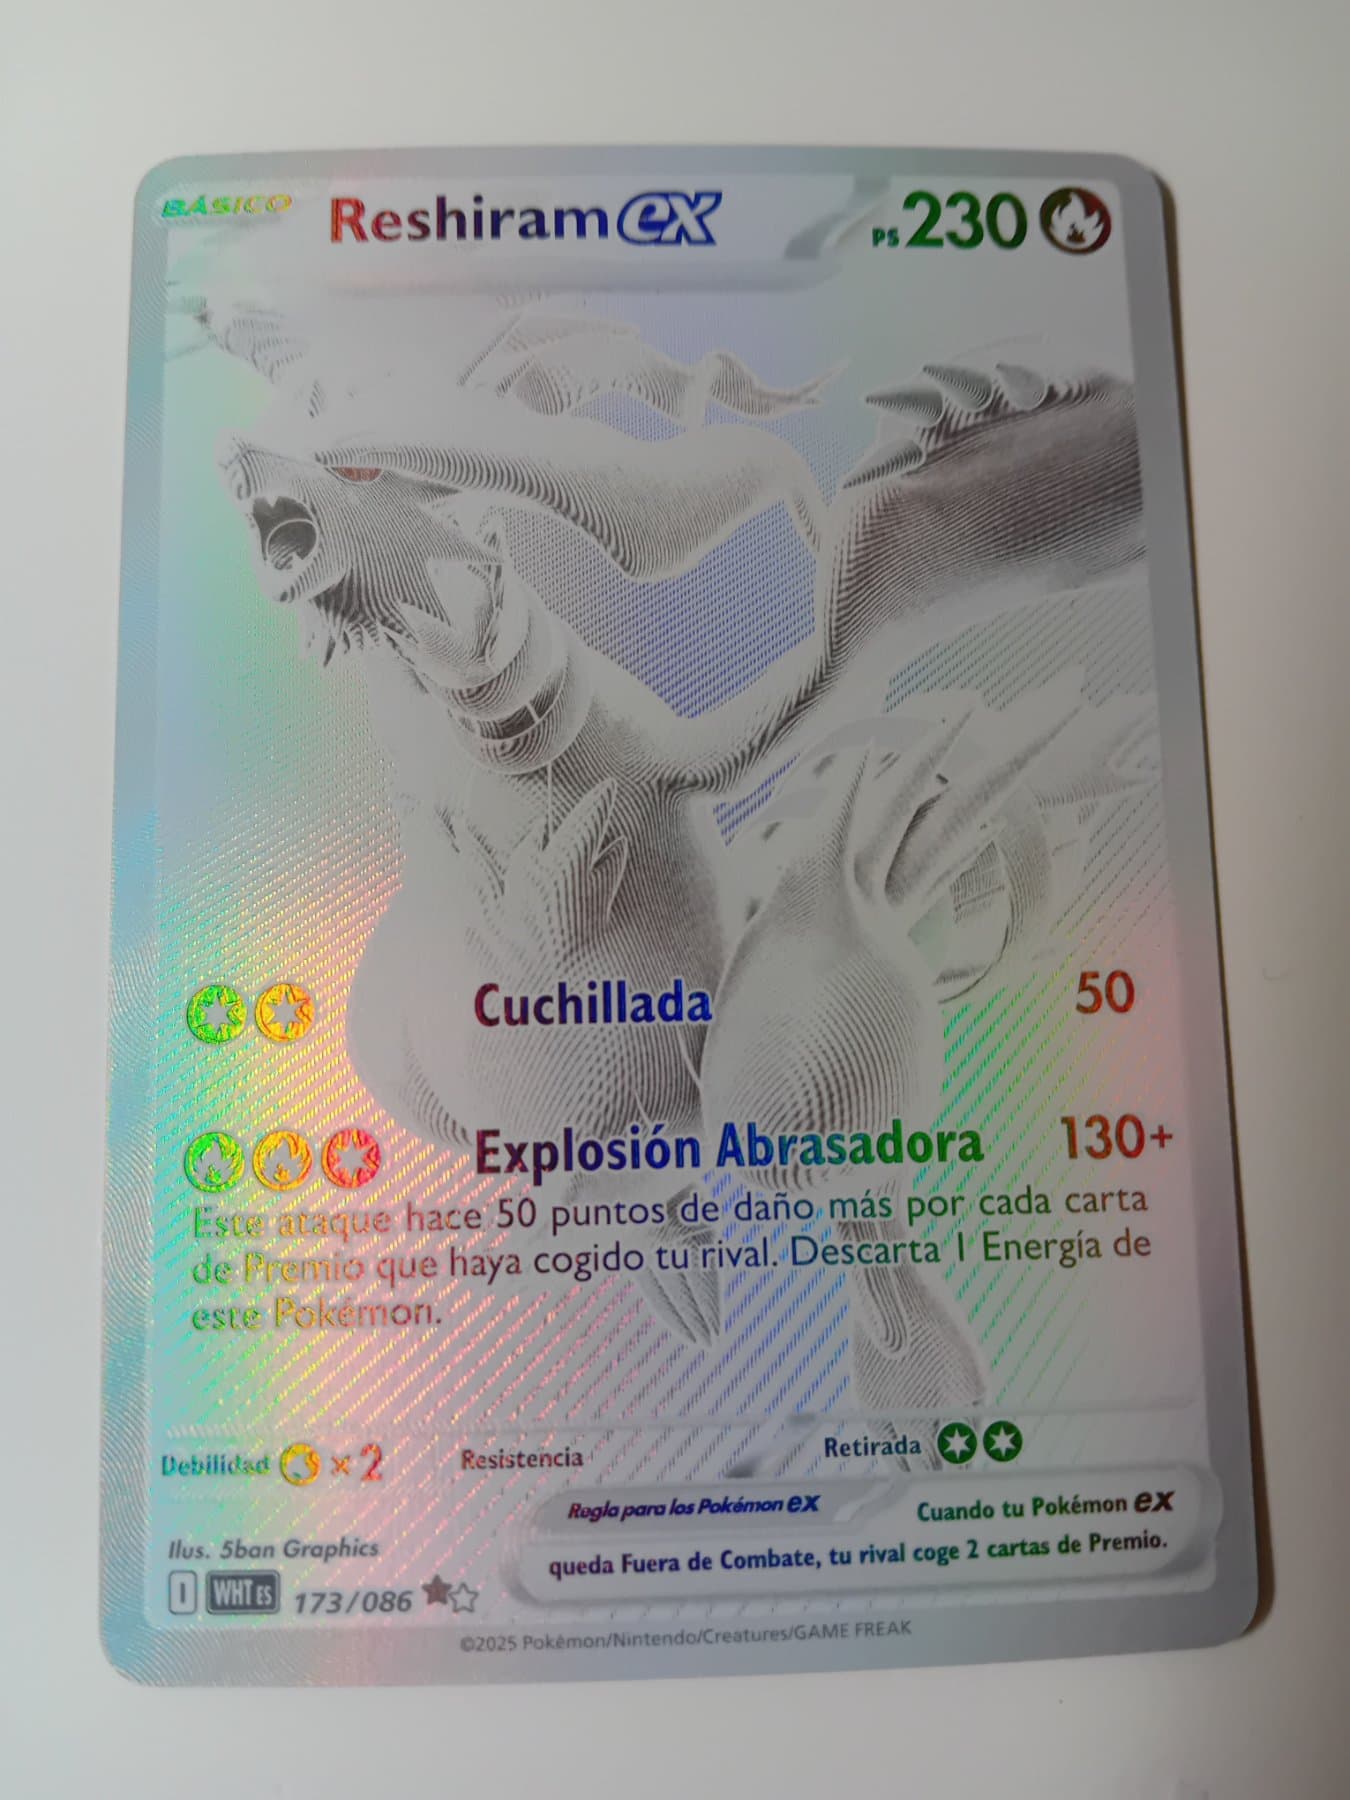 BÁSICO Reshiram ex PS 230
Cuchillada 50
Explosión Abrasadora 130+
Este ataque hace 50 puntos de daño más por cada carta
de Premio que haya cogido tu rival. Descarta 1 Energía de
este Pokémon.
Debilidad × 2 Resistencia Retirada
Regla para los Pokémon ex Cuando tu Pokémon ex
queda Fuera de Combate, tu rival coge 2 cartas de Premio.
Ilus. 5ban Graphics
I WHT ES 173/086
©2025 Pokémon/Nintendo/Creatures/GAME FREAK